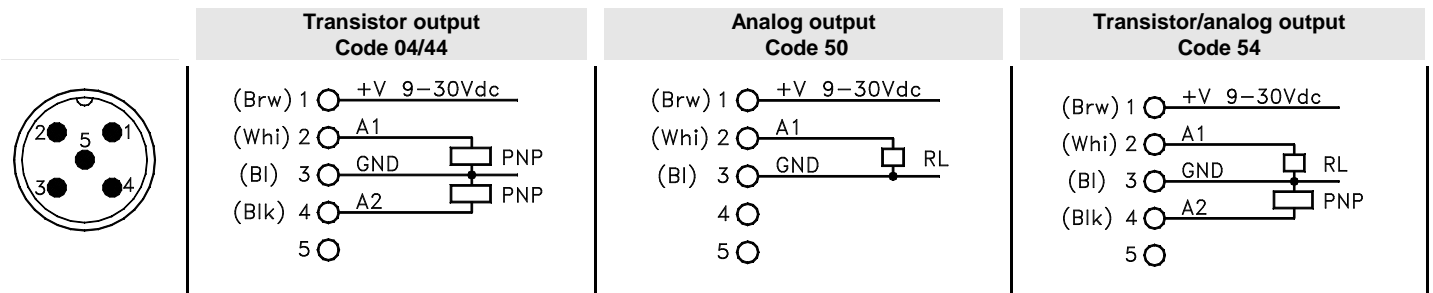 Transistor output
Code 04/44
Analog output
Code 50
Transistor/analog output
Code 54
2 1
5
3 4
(Brw) 1 +V 9-30Vdc
(Whi) 2 A1
PNP
(Bl) 3 GND
PNP
(Blk) 4 A2
5
(Brw) 1 +V 9-30Vdc
(Whi) 2 A1
RL
(Bl) 3 GND
4
5
(Brw) 1 +V 9-30Vdc
(Whi) 2 A1
RL
(Bl) 3 GND
PNP
(Blk) 4 A2
5